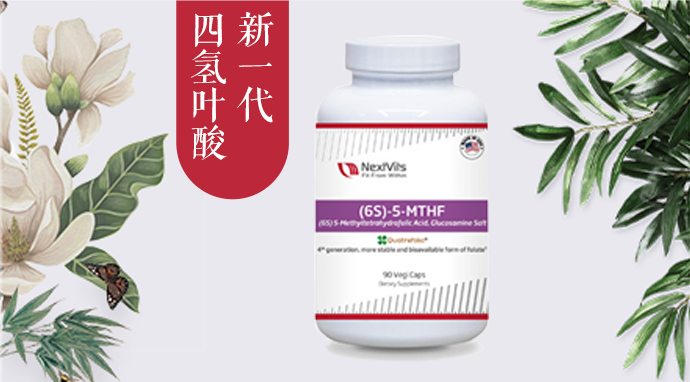 新一代
四氢叶酸
NextVits
Fit From Within
(6S)-5-MTHF
(6S) 5-Methyltetrahydrofolic Acid, Glucosamine Salt
Quatrefolic®
4th generation, more stable and bioavailable form of folate
90 Vegi Caps
Dietary Supplements